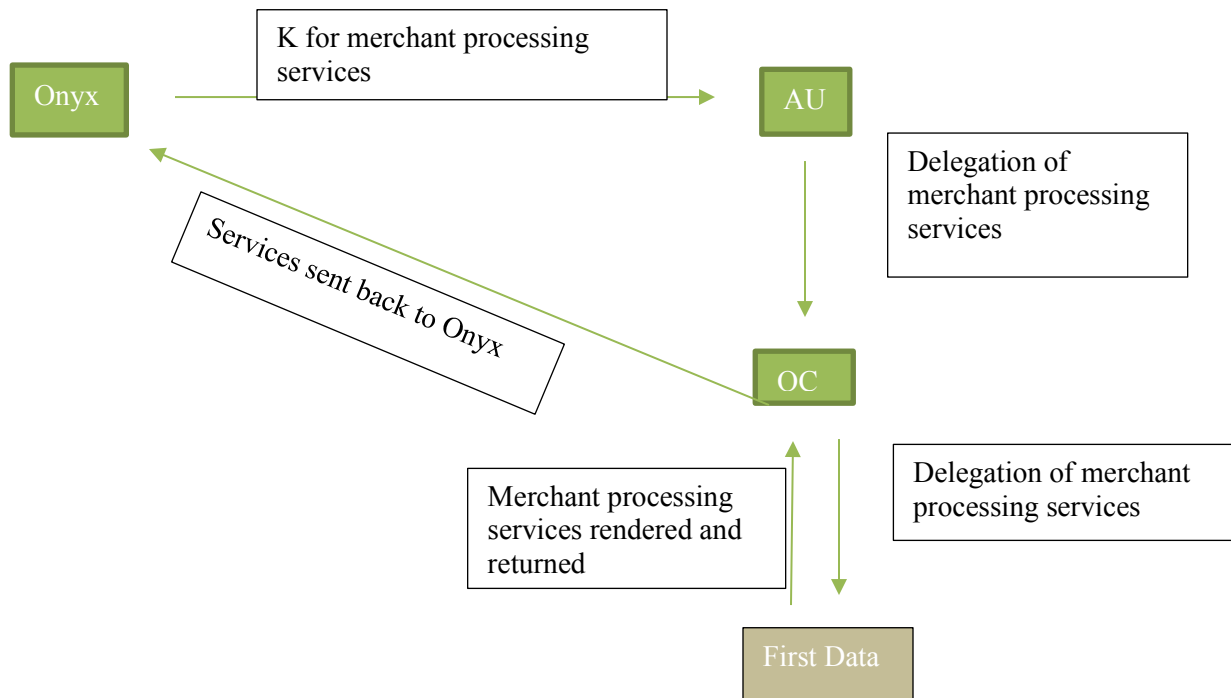 K for merchant processing
services
Onyx
AU
Delegation of
merchant processing
services
Services sent back to Onyx
OC
Delegation of merchant
processing services
Merchant processing
services rendered and
returned
First Data